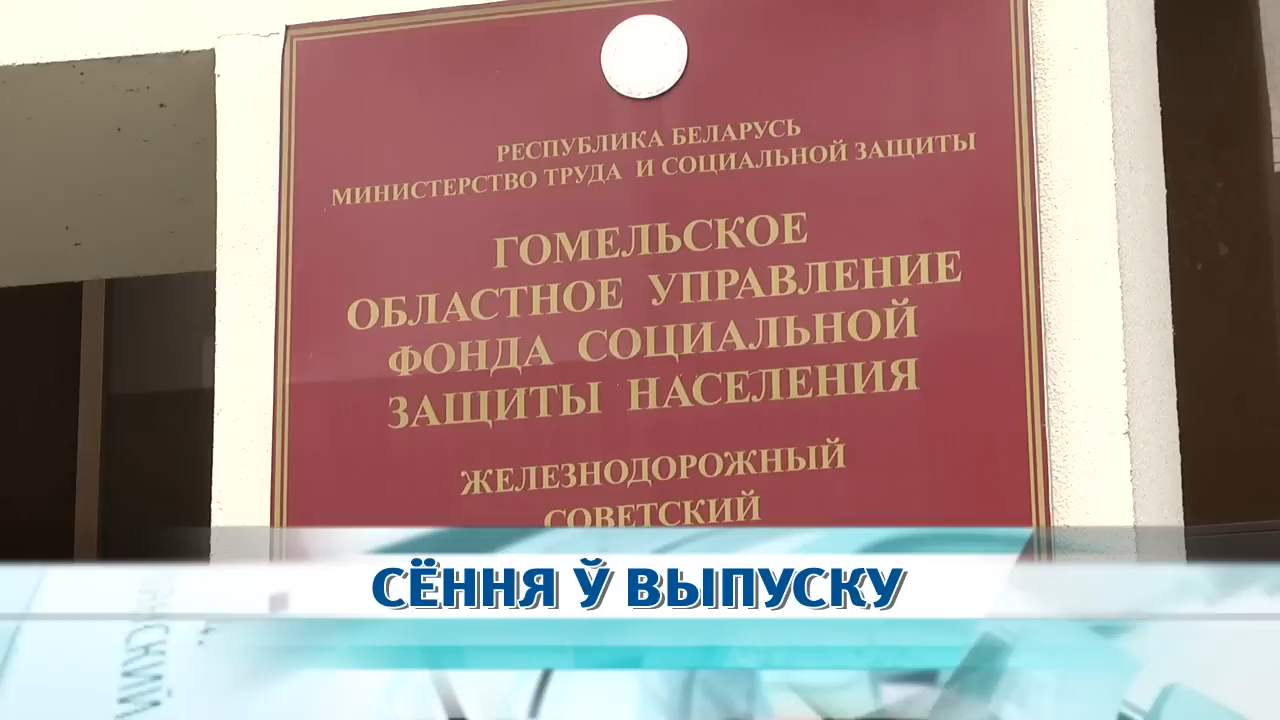 РЕСПУБЛИКА БЕЛАРУСЬ
МИНИСТЕРСТВО ТРУДА И СОЦИАЛЬНОЙ ЗАЩИТЫ
ГОМЕЛЬСКОЕ
ОБЛАСТНОЕ УПРАВЛЕНИЕ
ФОНДА СОЦИАЛЬНОЙ
ЗАЩИТЫ НАСЕЛЕНИЯ
ЖЕЛЕЗНОДОРОЖНЫЙ
СОВЕТСКИЙ
СЁННЯ Ў ВЫПУСКУ